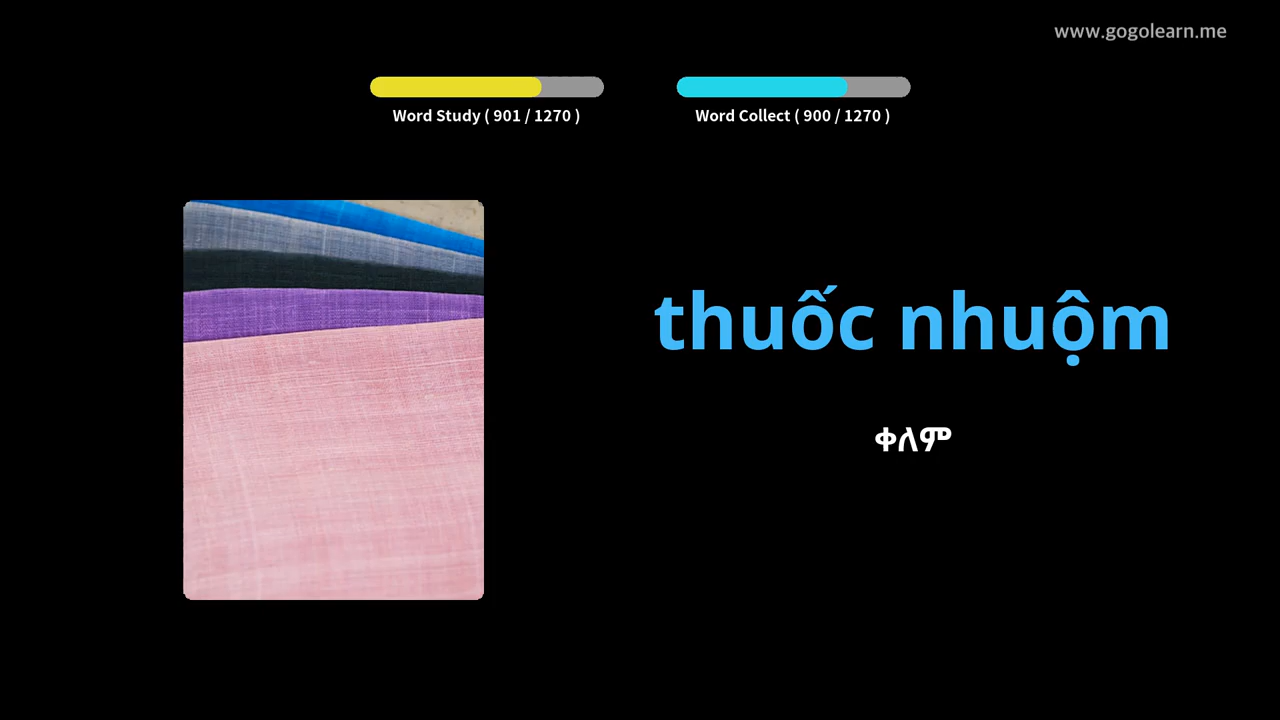 www.gogolearn.me
Word Study ( 901 / 1270 )
Word Collect ( 900 / 1270 )
thuốc nhuộm
ቀለም